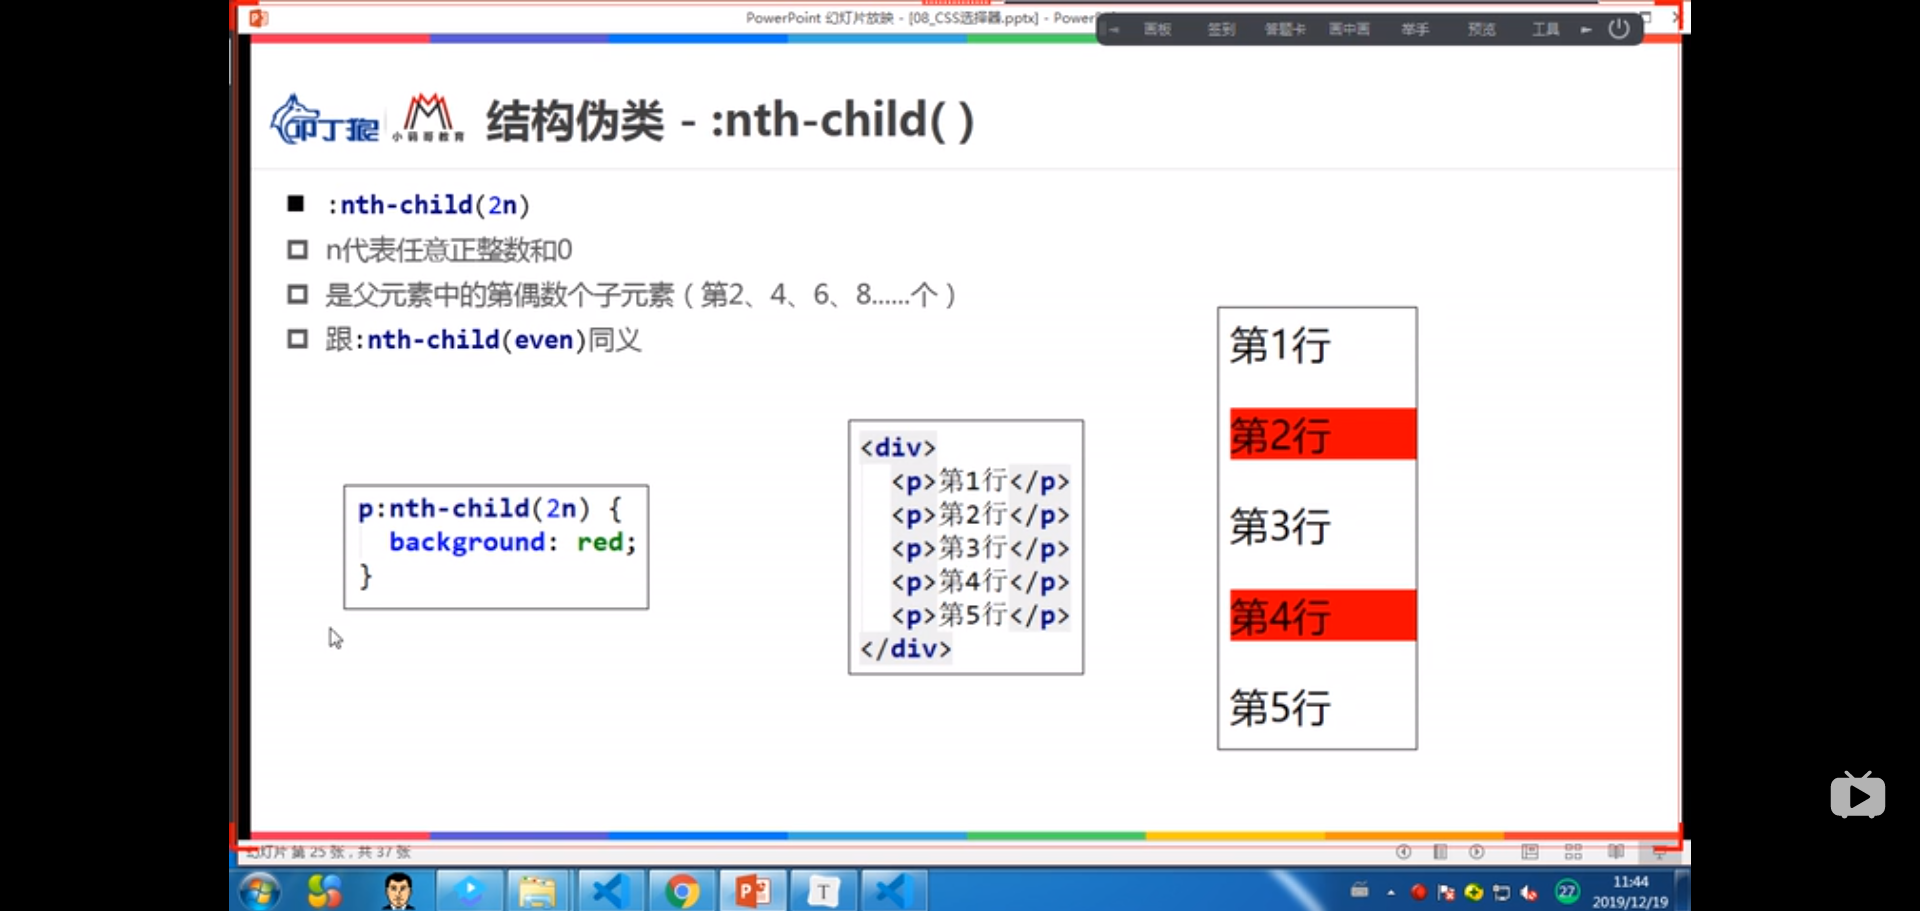 PowerPoint 幻灯片放映 - [08_CSS选择器.pptx] - Power
画板 签到 答题卡 画中画 举手 预览 工具
叩丁狼 小码哥教育 结构伪类 - :nth-child( )
:nth-child(2n)
n代表任意正整数和0
是父元素中的第偶数个子元素（第2、4、6、8......个）
跟:nth-child(even)同义
p:nth-child(2n) {
background: red;
}
<div>
<p>第1行</p>
<p>第2行</p>
<p>第3行</p>
<p>第4行</p>
<p>第5行</p>
</div>
第1行
第2行
第3行
第4行
第5行
幻灯片 第 25 张，共 37 张
T
27
11:44
2019/12/19